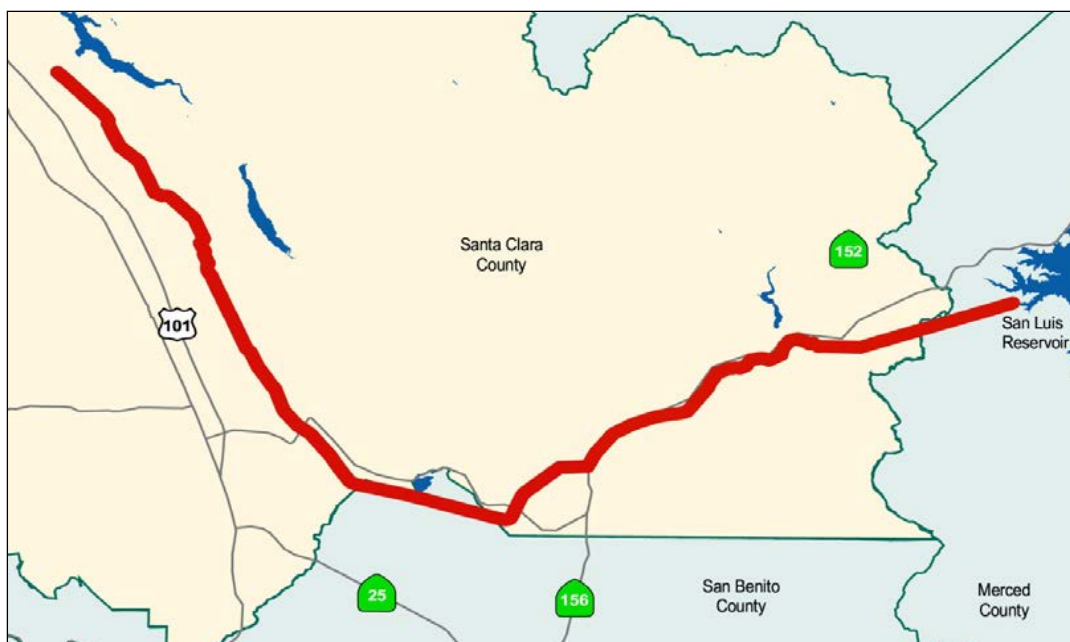 Santa Clara
County
152
San Luis
Reservoir
101
25
156
San Benito
County
Merced
County